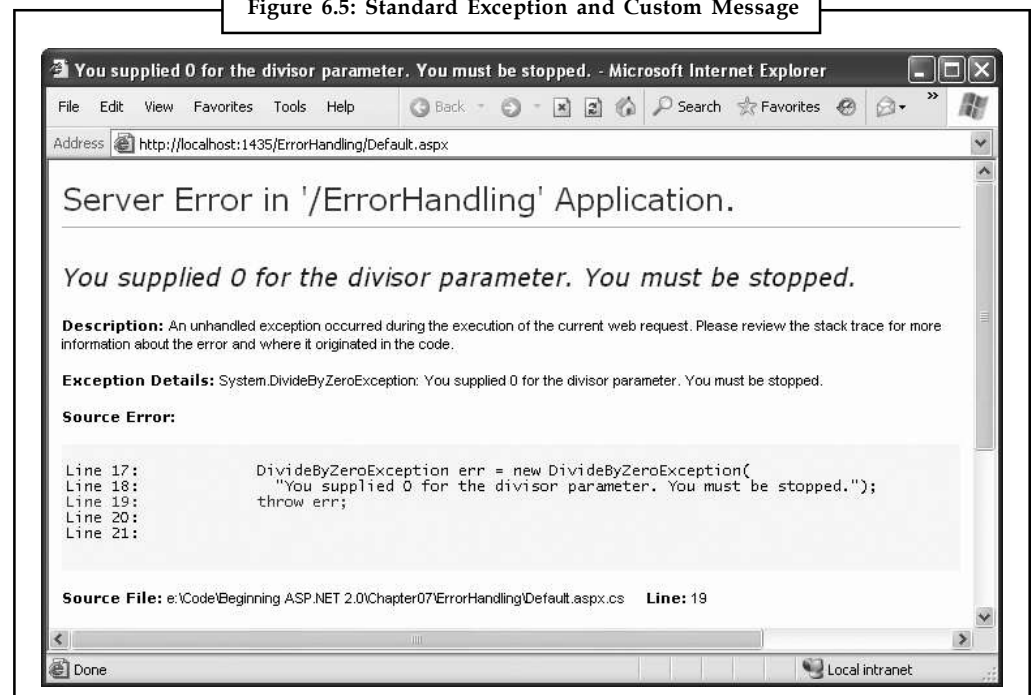 Figure 6.5: Standard Exception and Custom Message
You supplied 0 for the divisor parameter. You must be stopped. - Microsoft Internet Explorer
File Edit View Favorites Tools Help Back Search Favorites »
Address http://localhost:1435/ErrorHandling/Default.aspx
Server Error in '/ErrorHandling' Application.
You supplied 0 for the divisor parameter. You must be stopped.
Description: An unhandled exception occurred during the execution of the current web request. Please review the stack trace for more
information about the error and where it originated in the code.
Exception Details: System.DivideByZeroException: You supplied 0 for the divisor parameter. You must be stopped.
Source Error:
Line 17: DivideByZeroException err = new DivideByZeroException(
Line 18: "You supplied 0 for the divisor parameter. You must be stopped.");
Line 19: throw err;
Line 20:
Line 21:
Source File: e:\Code\Beginning ASP.NET 2.0\Chapter07\ErrorHandling\Default.aspx.cs Line: 19
Done Local intranet